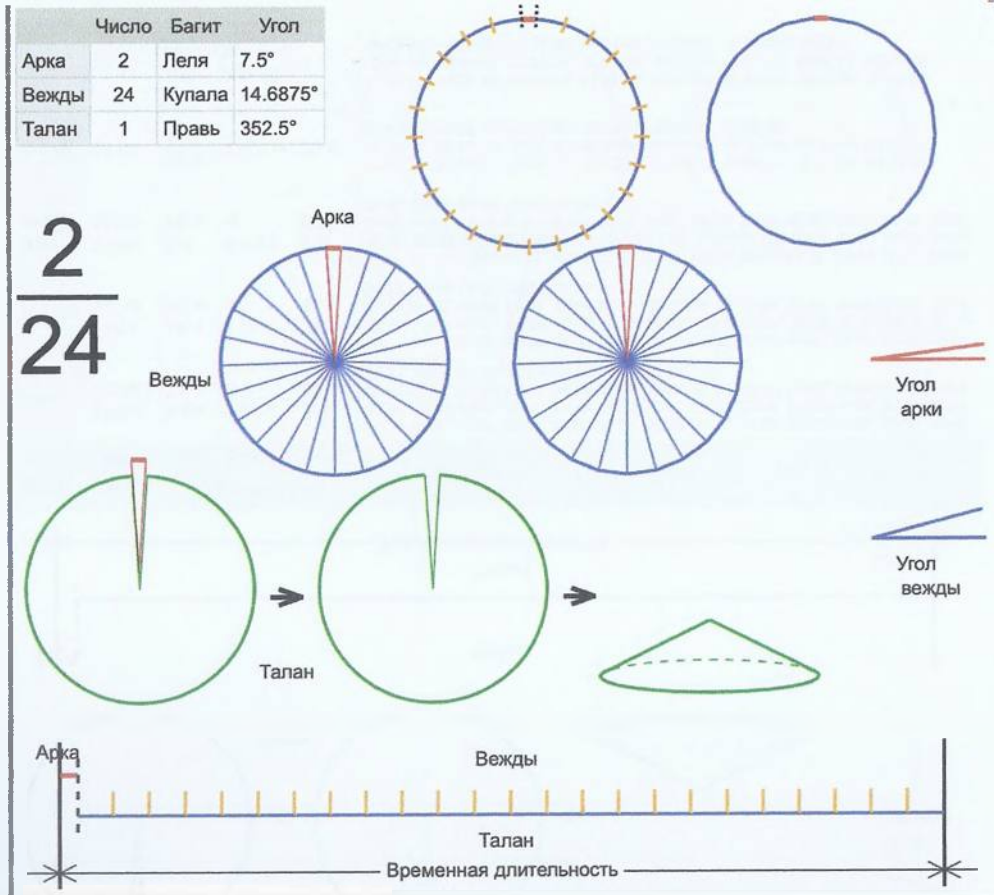 Число Багит Угол
Арка 2 Леля 7.5°
Вежды 24 Купала 14.6875°
Талан 1 Правь 352.5°
2
24
Арка
Вежды
Угол
арки
Угол
вежды
Талан
Арка
Вежды
Талан
Временная длительность